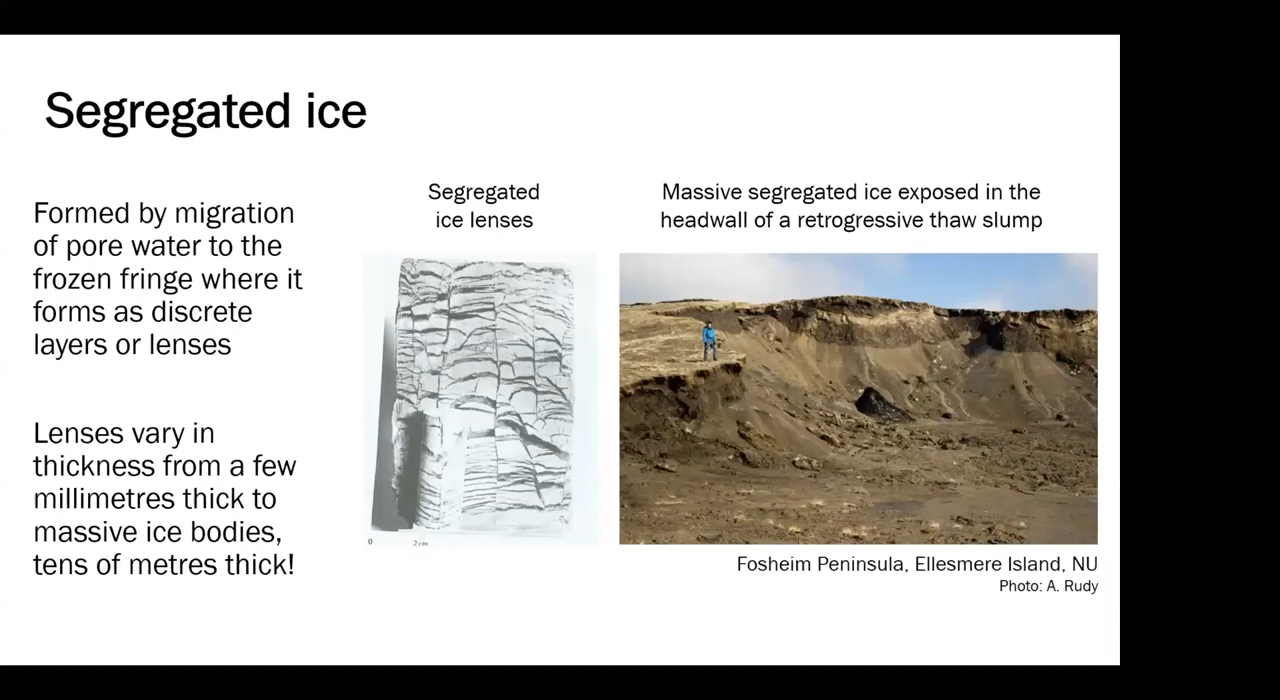 Segregated ice
Formed by migration
of pore water to the
frozen fringe where it
forms as discrete
layers or lenses
Lenses vary in
thickness from a few
millimetres thick to
massive ice bodies,
tens of metres thick!
Segregated
ice lenses
0 2 cm
Massive segregated ice exposed in the
headwall of a retrogressive thaw slump
Fosheim Peninsula, Ellesmere Island, NU
Photo: A. Rudy